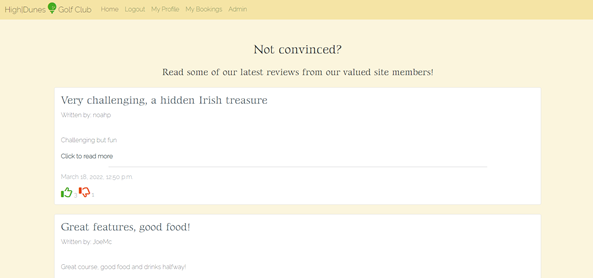 High|Dunes Golf Club Home Logout My Profile My Bookings Admin
Not convinced?
Read some of our latest reviews from our valued site members!
Very challenging, a hidden Irish treasure
Written by: noahp
Challenging but fun
Click to read more
March 18, 2022, 12:50 p.m.
3 1
Great features, good food!
Written by: JoeMc
Great course, good food and drinks halfway!